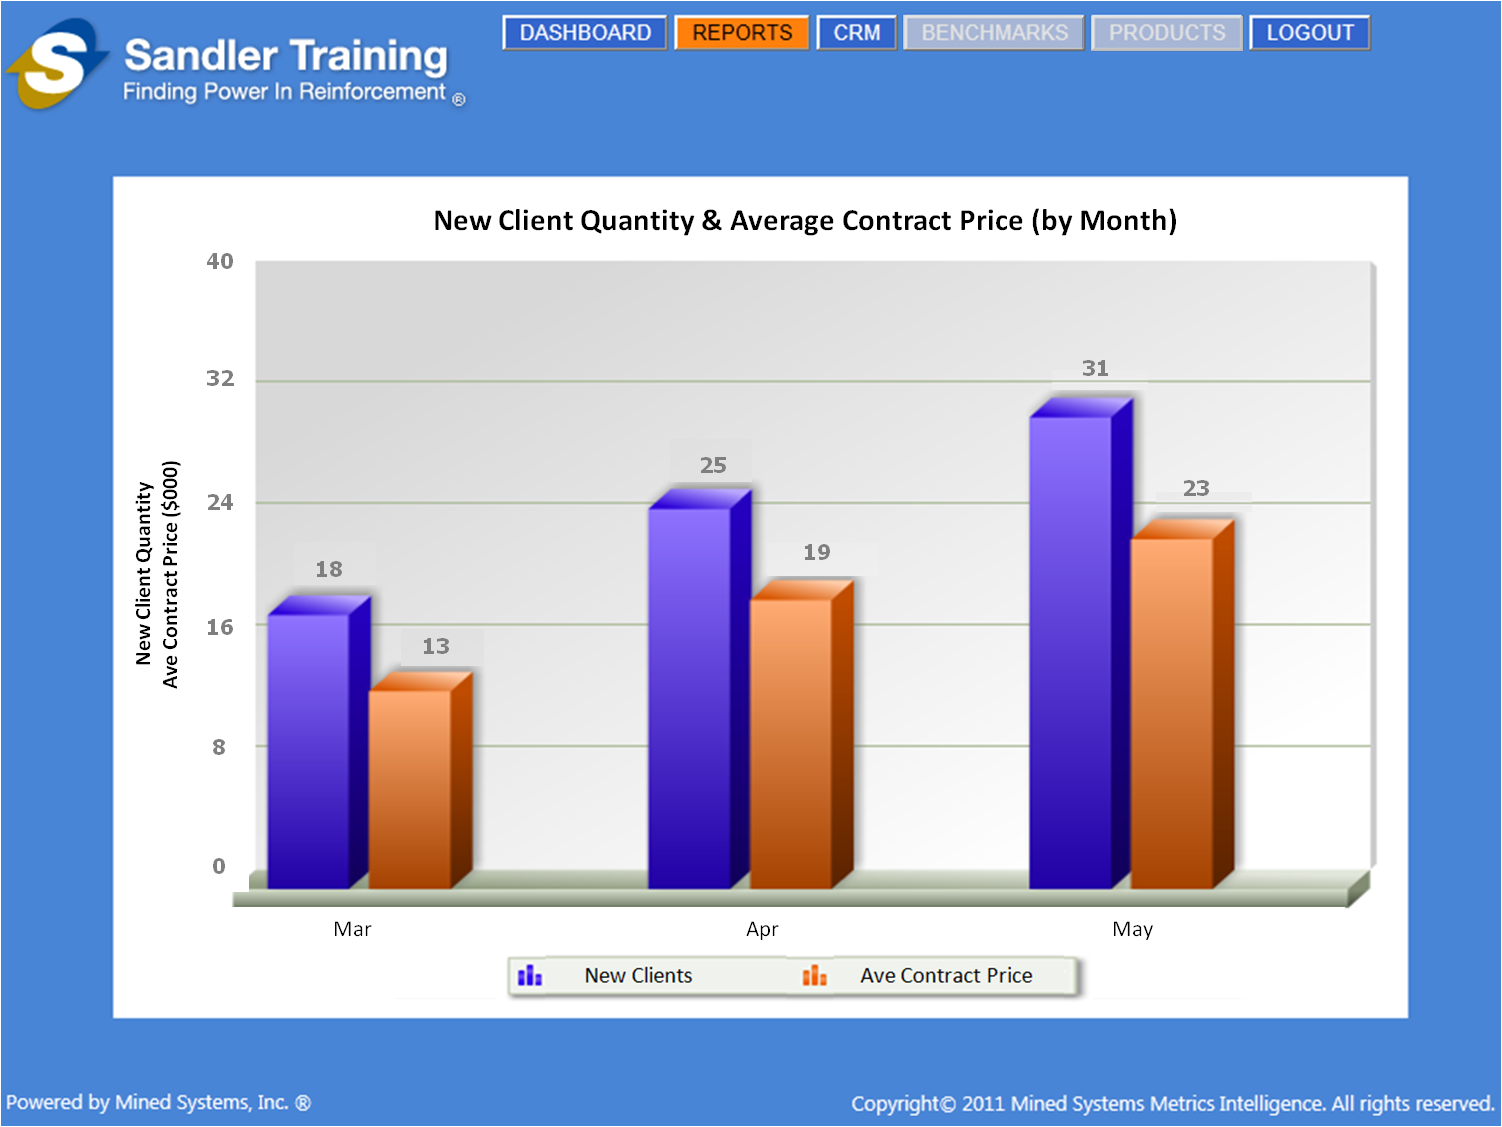 DASHBOARD REPORTS CRM BENCHMARKS PRODUCTS LOGOUT
S
Sandler Training
Finding Power In Reinforcement ®
New Client Quantity & Average Contract Price (by Month)
40
32
24
16
8
0
New Client Quantity
Ave Contract Price ($000)
18
13
25
19
31
23
Mar Apr May
New Clients Ave Contract Price
Powered by Mined Systems, Inc. ®
Copyright© 2011 Mined Systems Metrics Intelligence. All rights reserved.